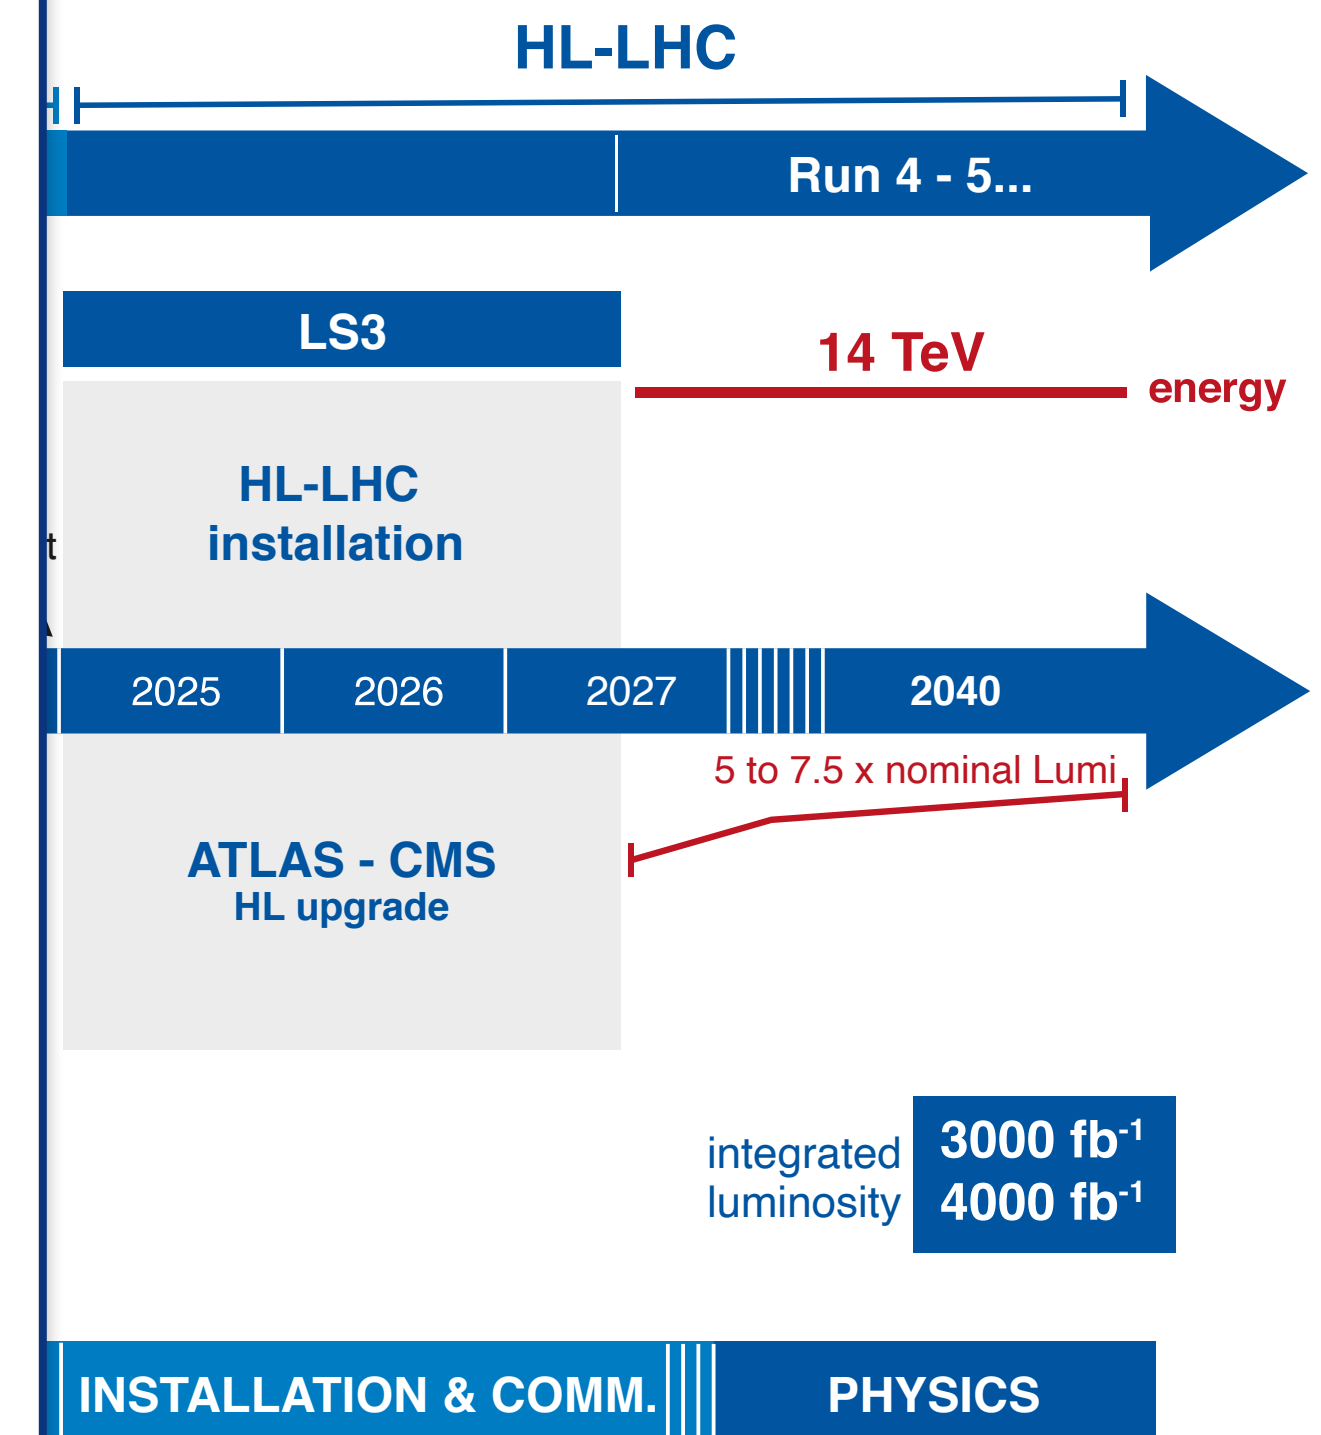 HL-LHC
Run 4 - 5...
LS3
14 TeV
energy
HL-LHC
installation
t
2025 2026 2027 2040
5 to 7.5 x nominal Lumi
ATLAS - CMS
HL upgrade
integrated
luminosity
3000 fb-1
4000 fb-1
INSTALLATION & COMM. PHYSICS